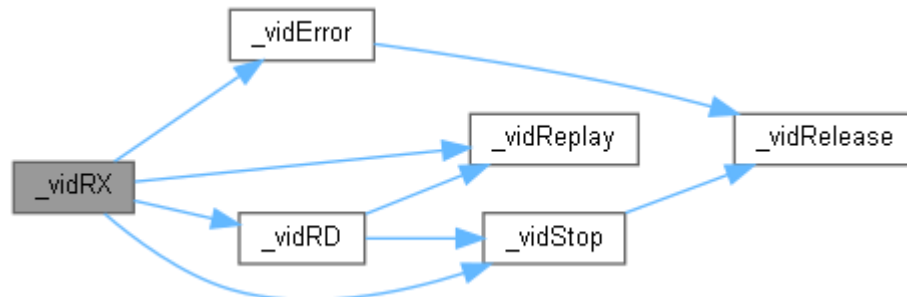 _vidError
_vidReplay
_vidRelease
_vidRX
_vidRD
_vidStop